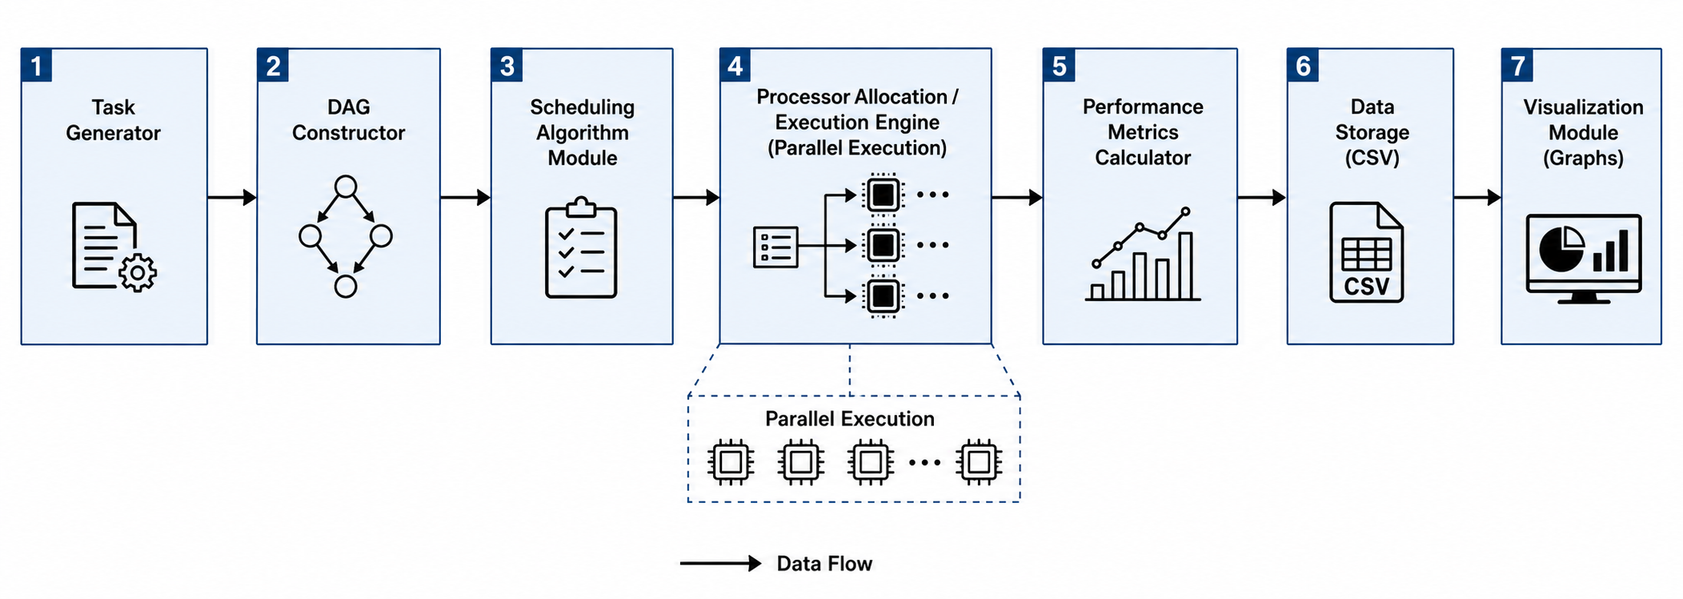 1
Task
Generator
2
DAG
Constructor
3
Scheduling
Algorithm
Module
4
Processor Allocation /
Execution Engine
(Parallel Execution)
5
Performance
Metrics
Calculator
6
Data
Storage
(CSV)
CSV
7
Visualization
Module
(Graphs)
Parallel Execution
Data Flow